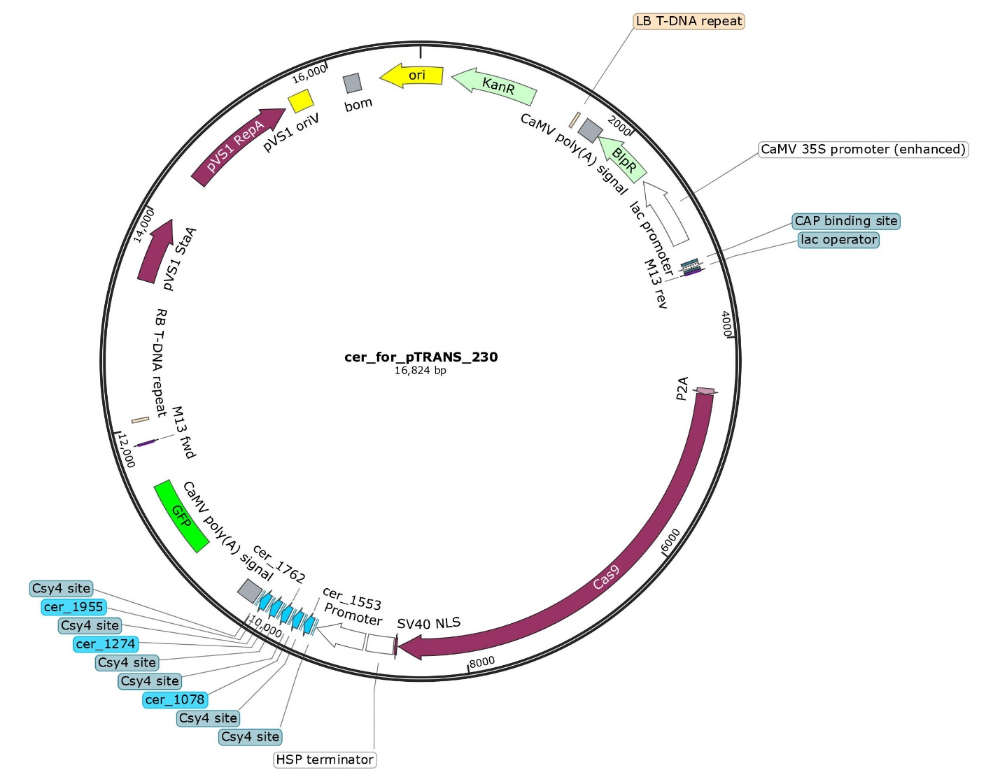 LB T-DNA repeat
16,000
ori
KanR
bom
pVS1 oriV
pVS1 RepA
CaMV poly(A) signal
2000
BlpR
CaMV 35S promoter (enhanced)
lac promoter
CAP binding site
lac operator
M13 rev
14,000
pVS1 StaA
4000
RB T-DNA repeat
cer_for_pTRANS_230
16,824 bp
P2A
M13 fwd
12,000
GFP
CaMV poly(A) signal
6000
Cas9
cer_1762
cer_1553
Promoter
SV40 NLS
8000
10,000
Csy4 site
cer_1955
Csy4 site
cer_1274
Csy4 site
Csy4 site
cer_1078
Csy4 site
Csy4 site
HSP terminator